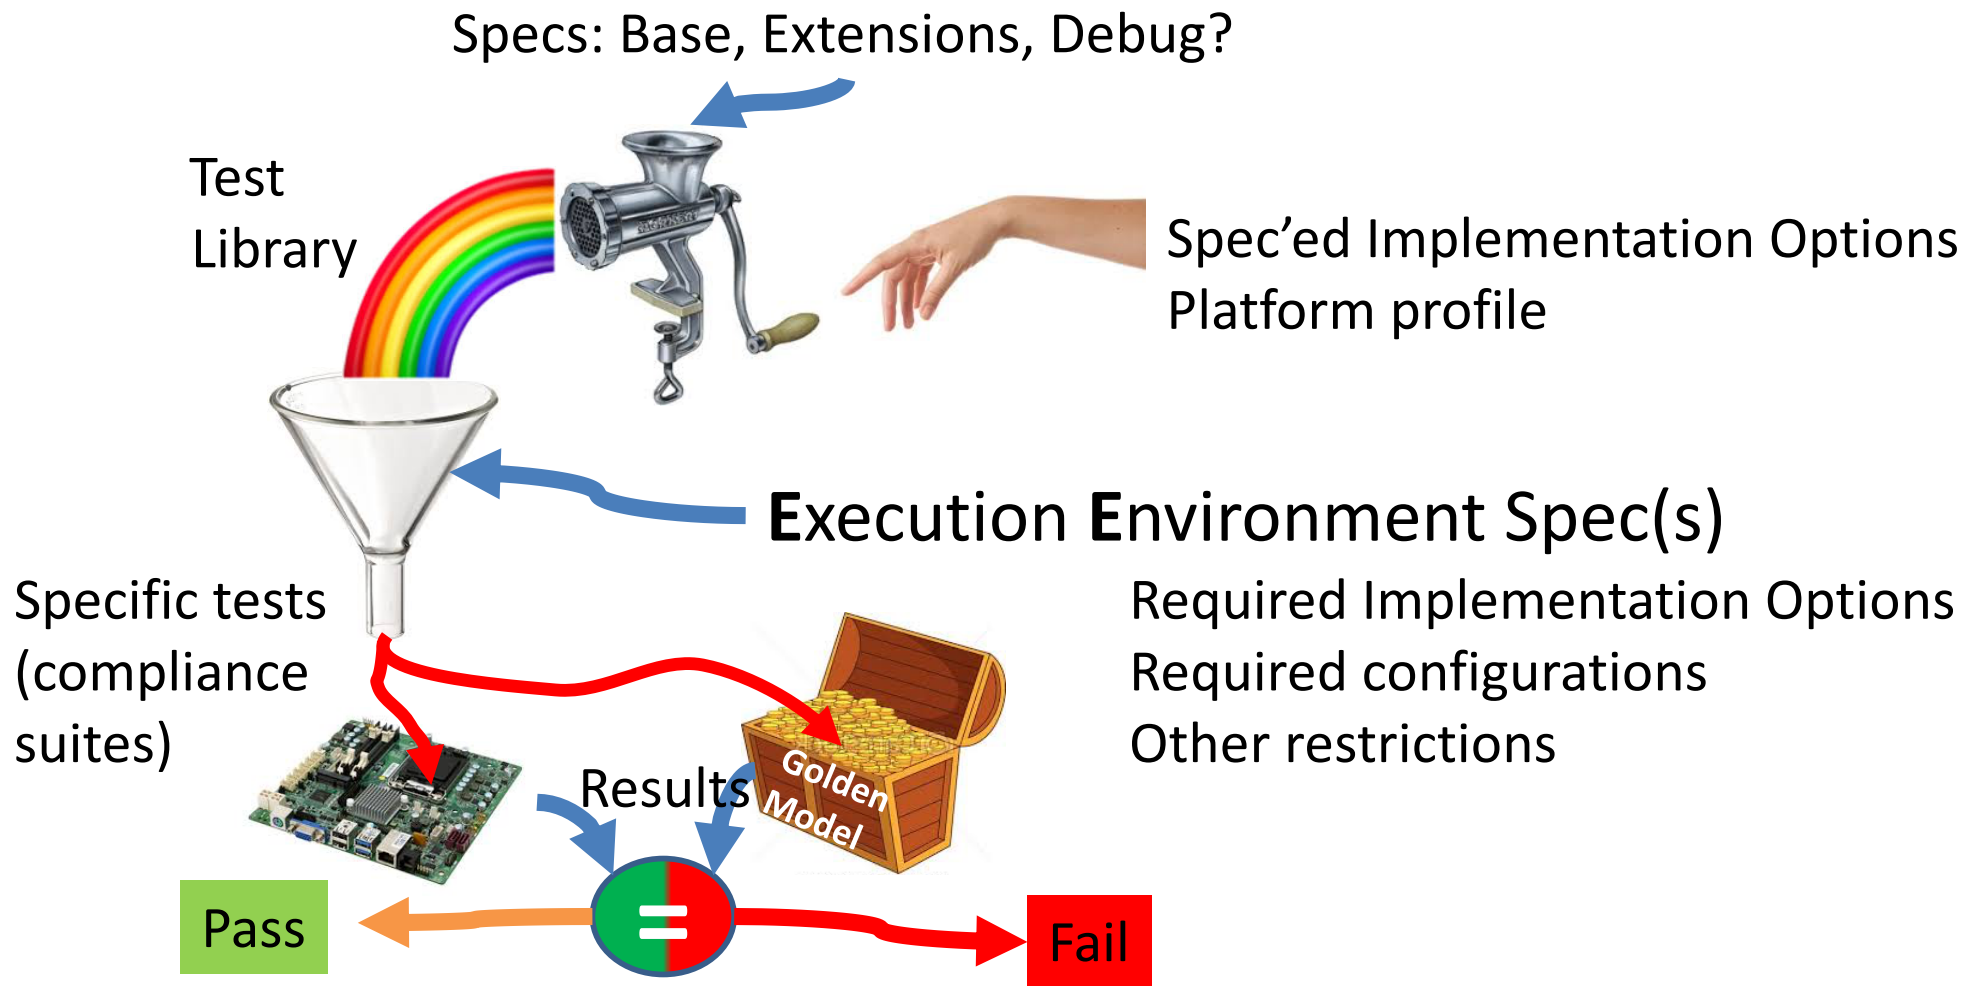 Specs: Base, Extensions, Debug?
Test
Library
Spec’ed Implementation Options
Platform profile
Execution Environment Spec(s)
Specific tests
(compliance
suites)
Required Implementation Options
Required configurations
Other restrictions
Results
Golden
Model
=
Pass
Fail